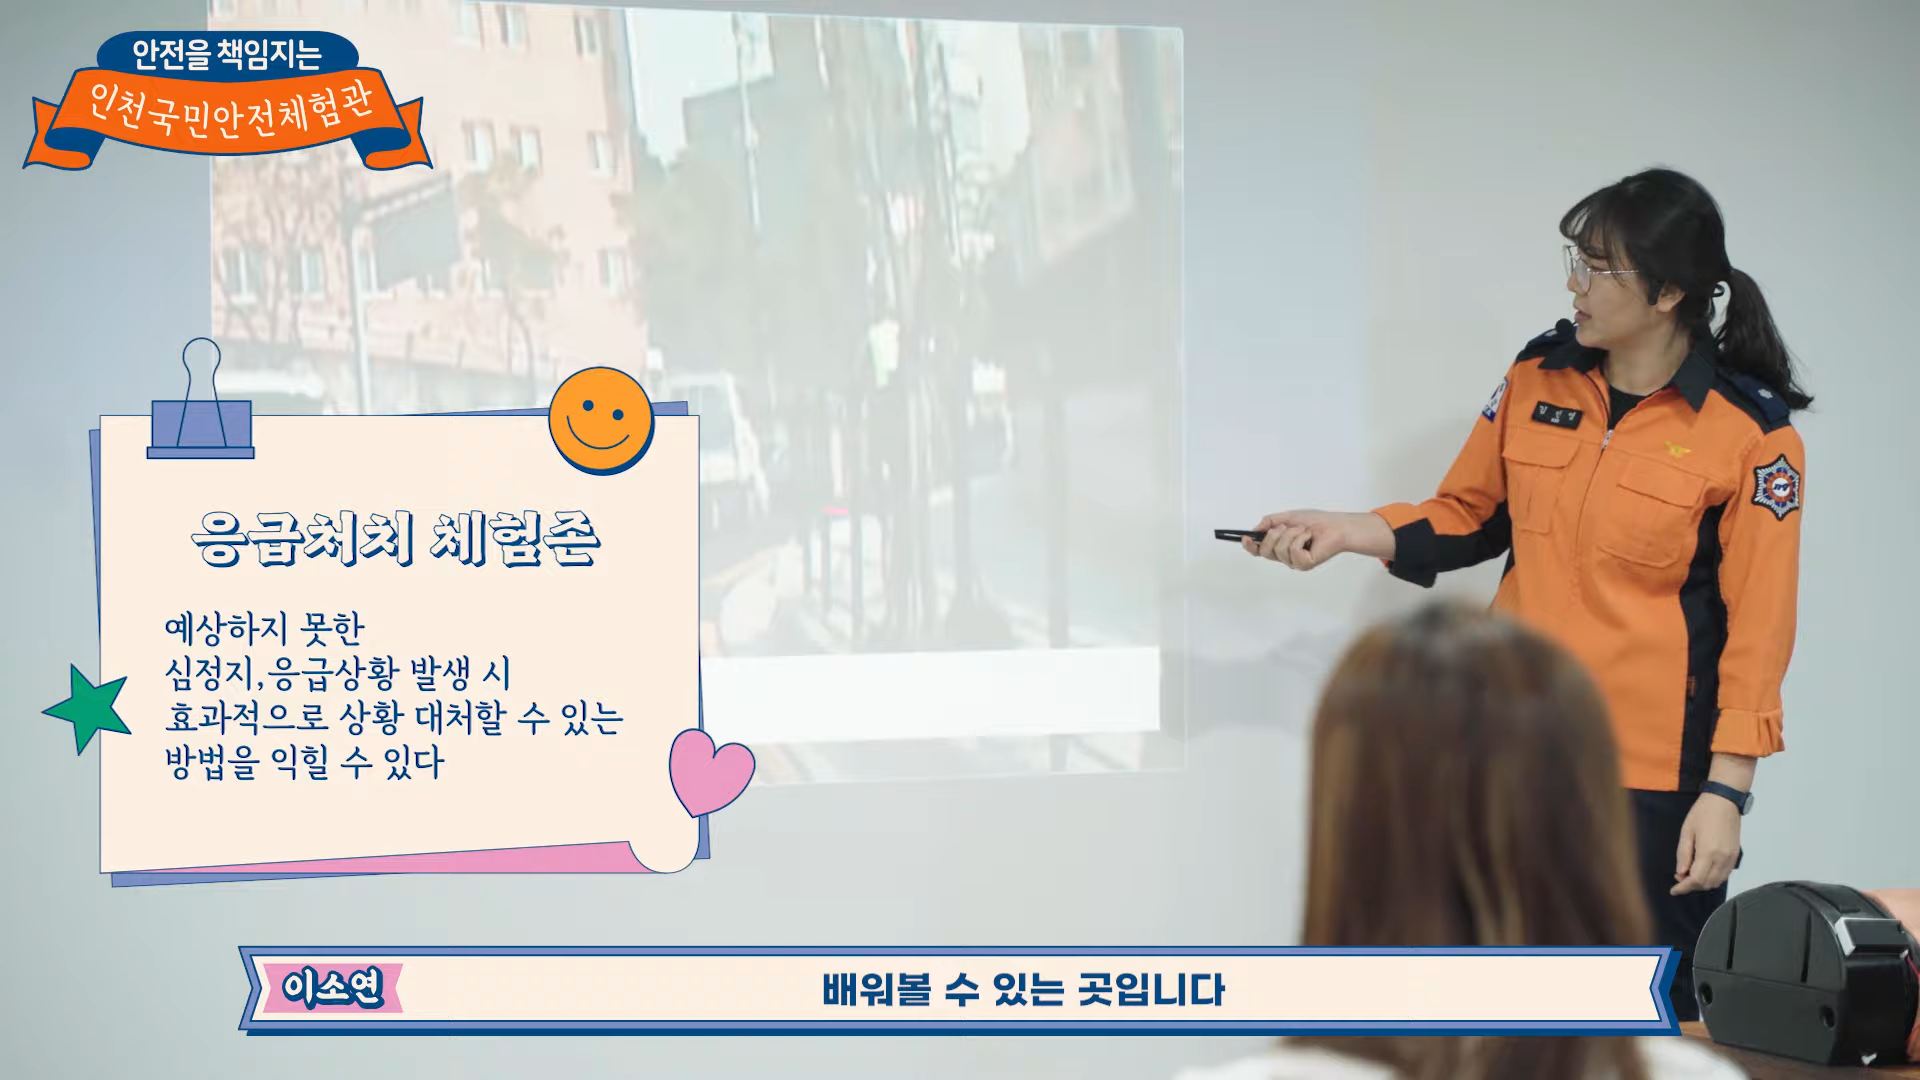 안전을 책임지는
인천국민안전체험관
응급처치 체험존
예상하지 못한
심정지, 응급상황 발생 시
효과적으로 상황 대처할 수 있는
방법을 익힐 수 있다
이소연
배워볼 수 있는 곳입니다